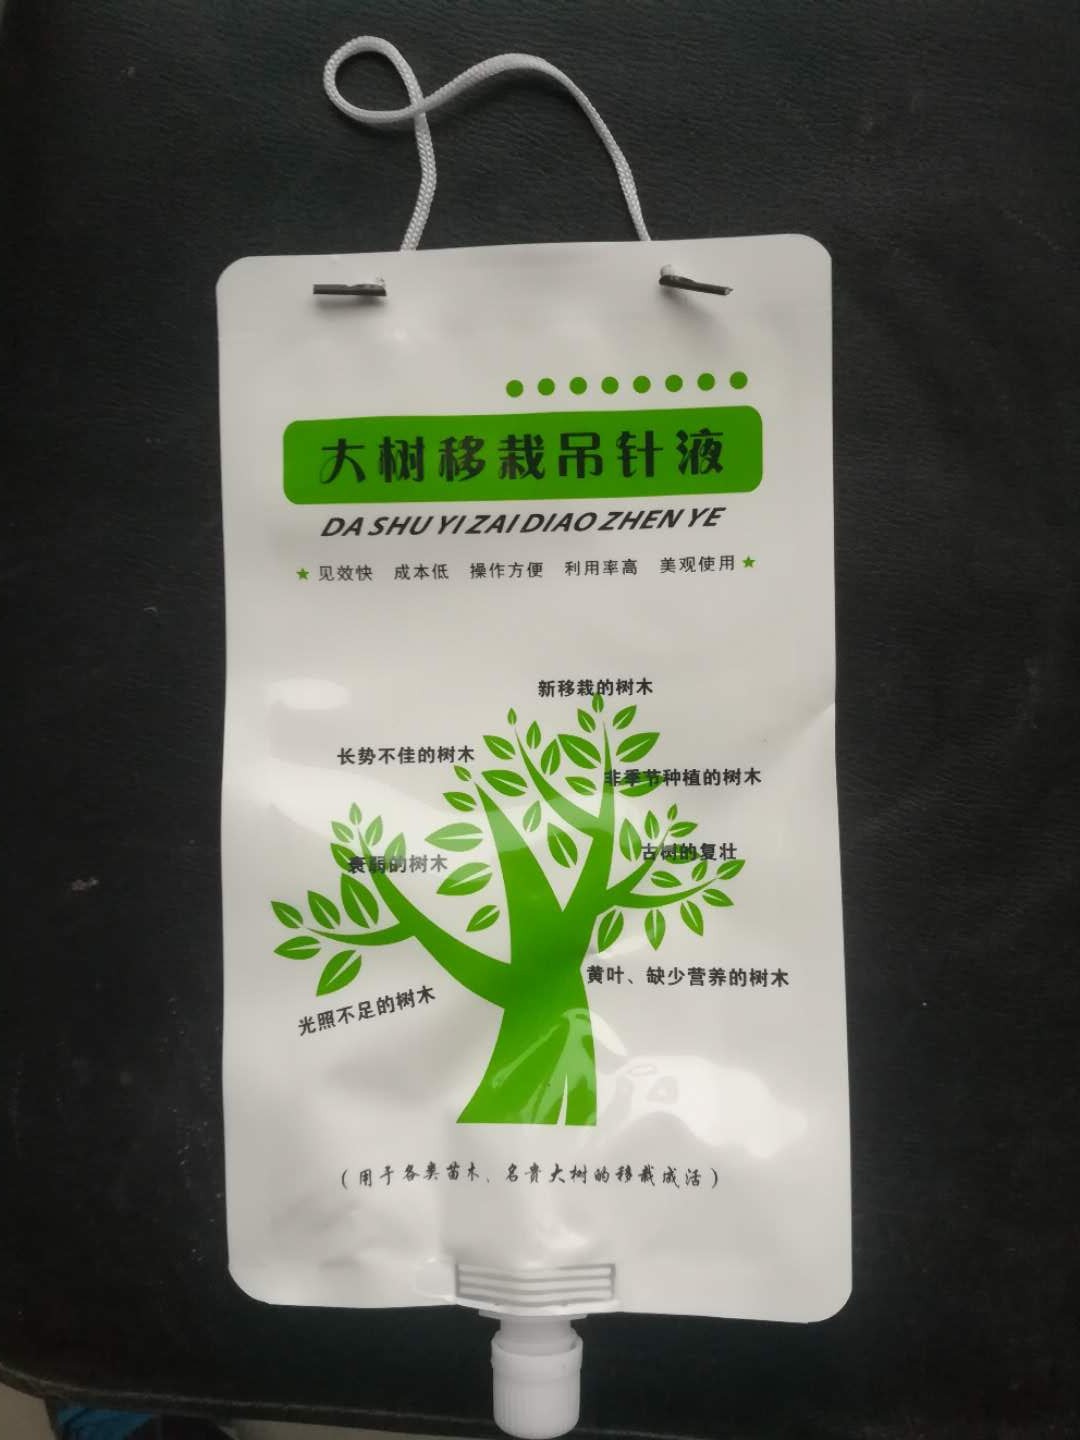 大树移栽吊针液
DA SHU YI ZAI DIAO ZHEN YE
★ 见效快 成本低 操作方便 利用率高 美观使用 ★
新移栽的树木
长势不佳的树木
非季节种植的树木
古树的复壮
衰弱的树木
黄叶、缺少营养的树木
光照不足的树木
(用于各类苗木、名贵大树的移栽成活)